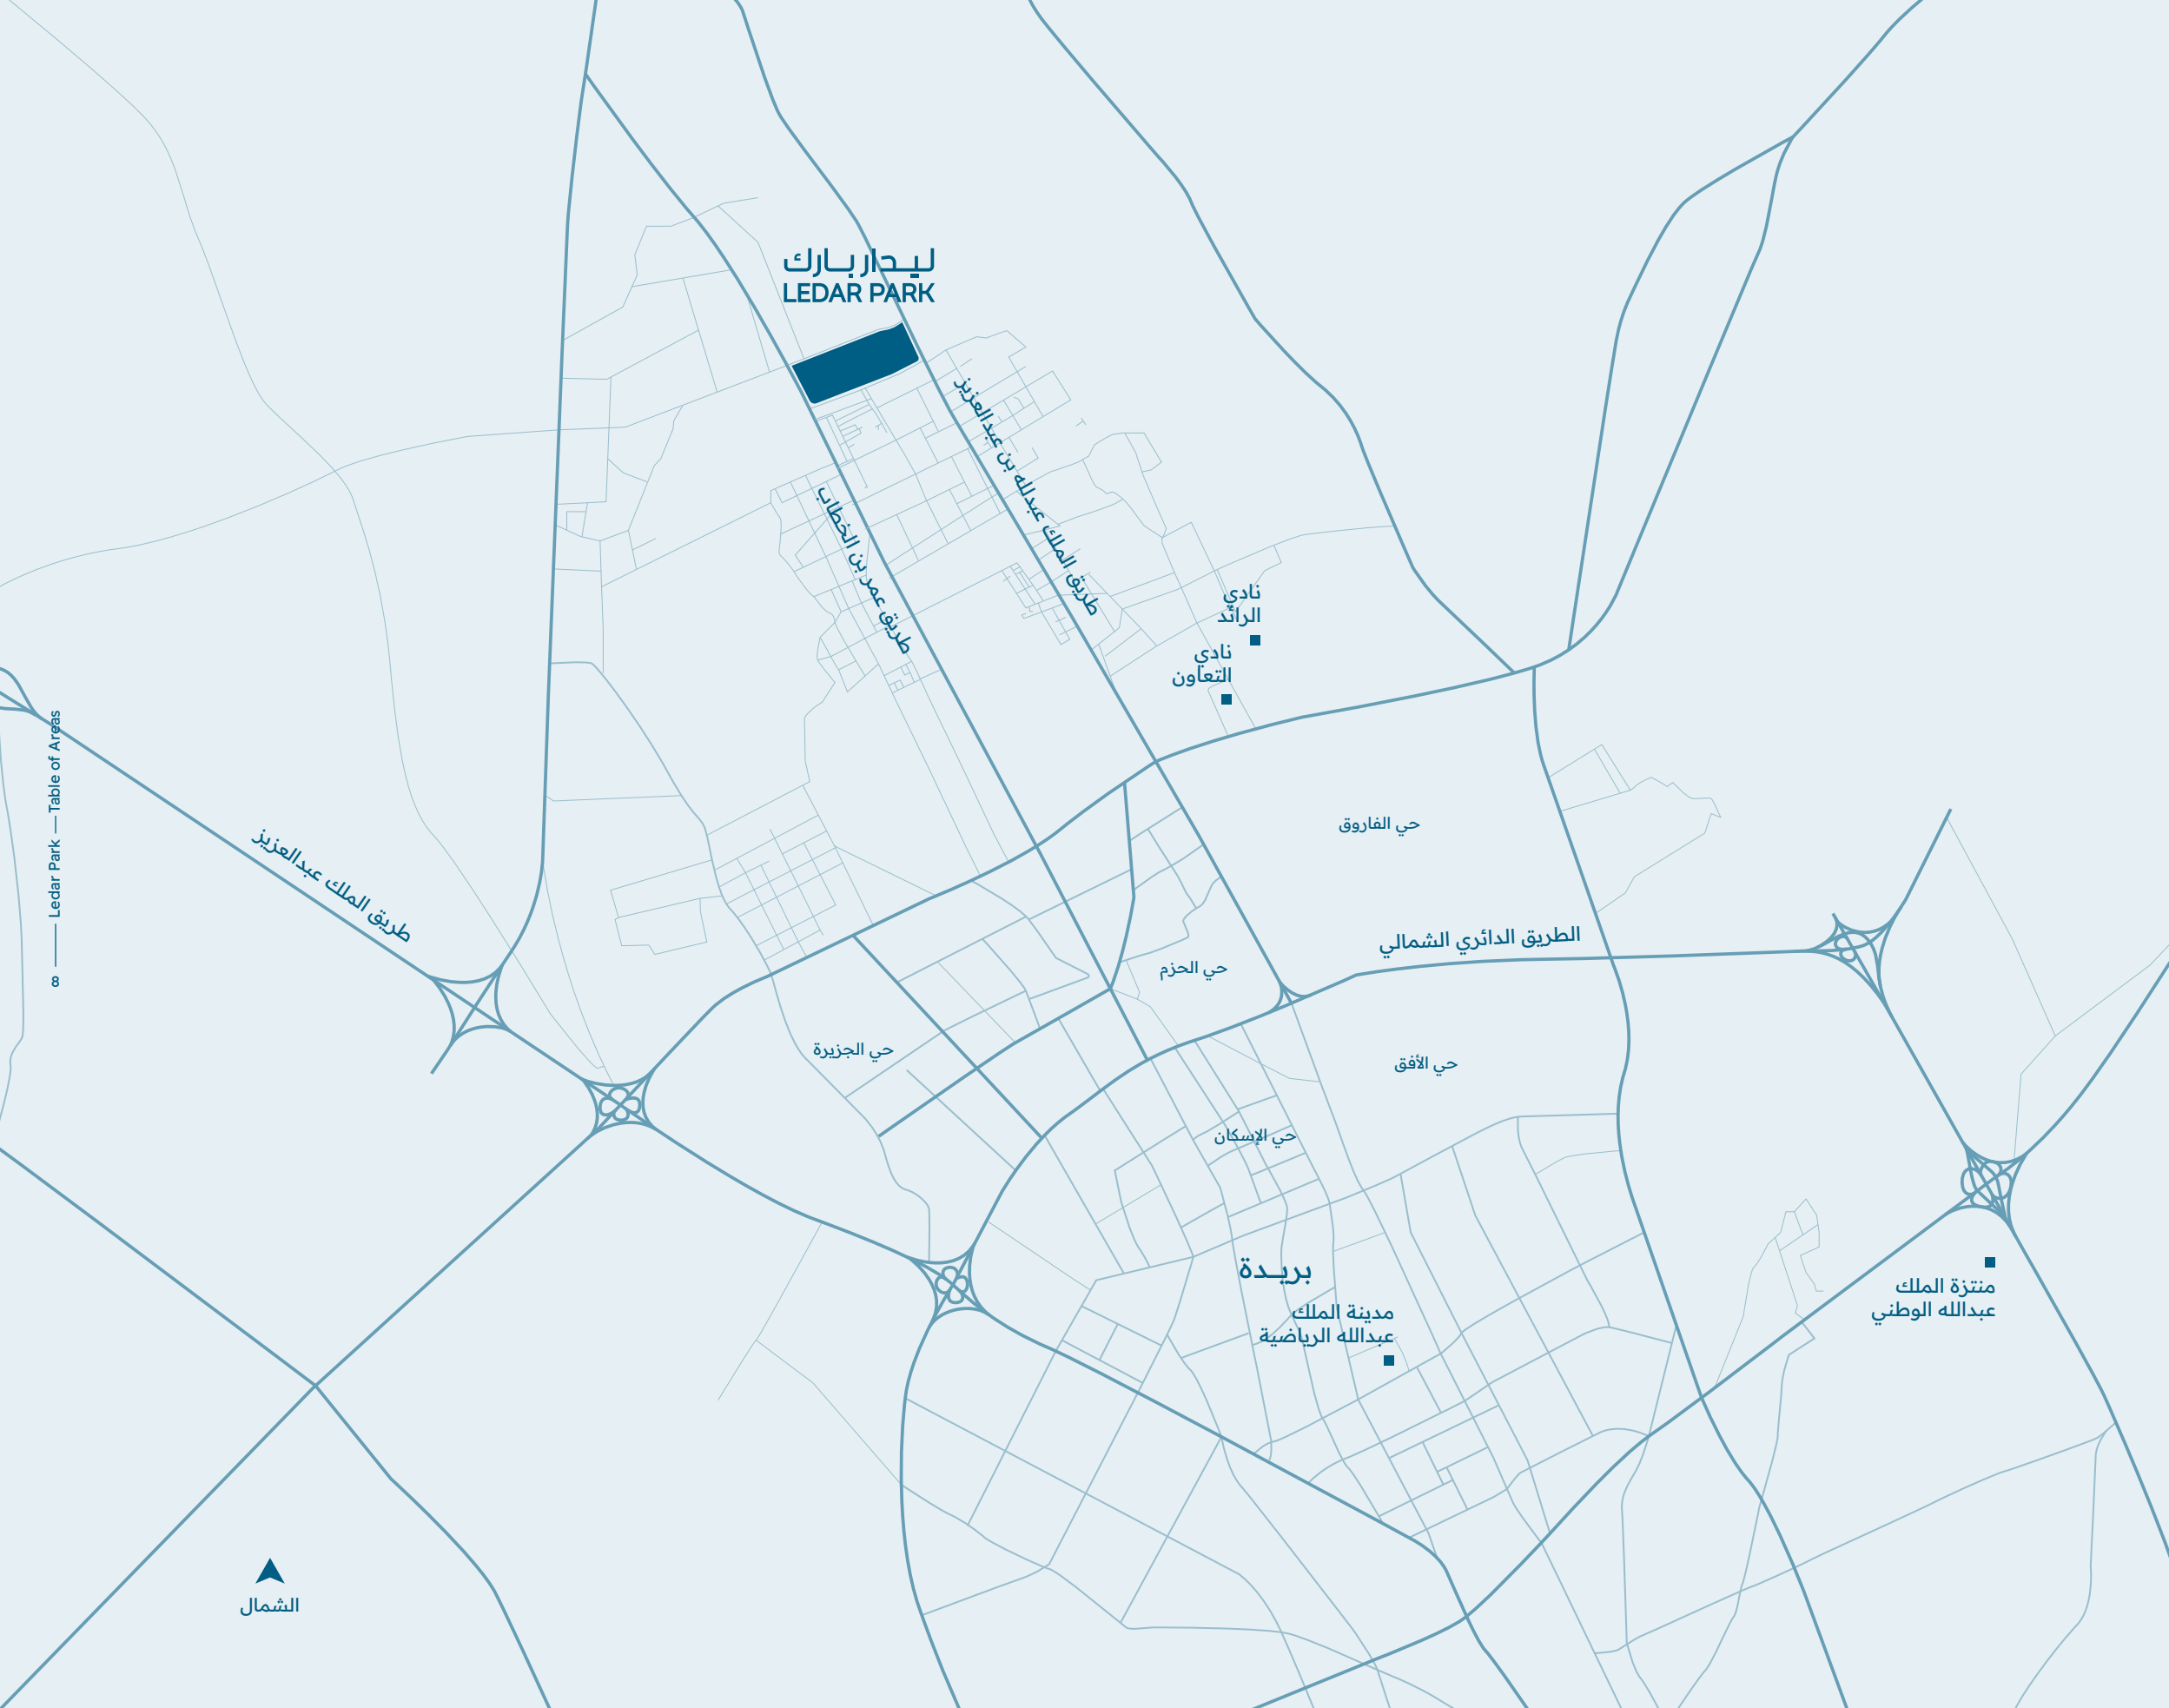 ليدار بارك
LEDAR PARK
طريق الملك عبدلله بن عبدالعزيز
طريق عمر بن الخطاب
نادي
الرائد
نادي
التعاون
طريق الملك عبدالعزيز
حي الفاروق
الطريق الدائري الشمالي
حي الحزم
حي الجزيرة
حي الأفق
حي الإسكان
بريدة
مدينة الملك
عبدالله الرياضية
منتزة الملك
عبدالله الوطني
الشمال
8 —— Ledar Park — Table of Areas